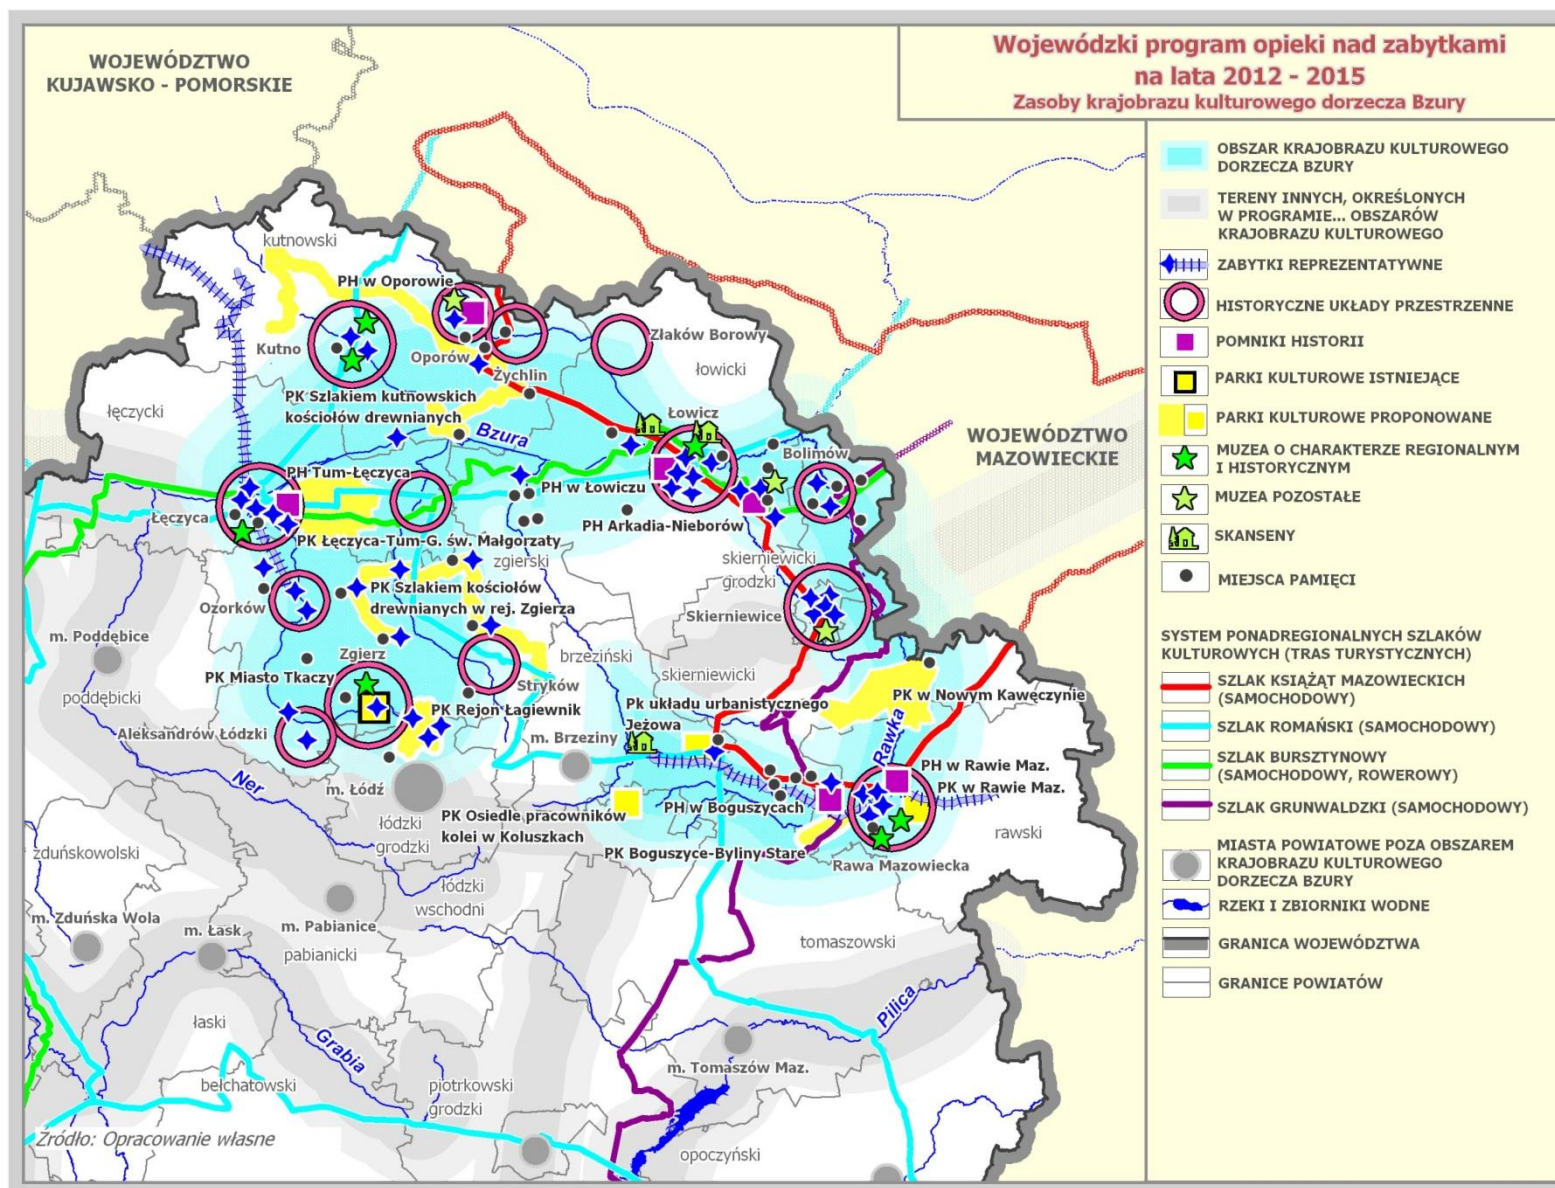 WOJEWÓDZTWO
KUJAWSKO - POMORSKIE
Wojewódzki program opieki nad zabytkami
na lata 2012 - 2015
Zasoby krajobrazu kulturowego dorzecza Bzury
kutnowski
PH w Oporowie
Kutno
Oporów
Żychlin
Złaków Borowy
łowicki
łęczycki
PK Szlakiem kutnowskich
kościołów drewnianych
Bzura
Łowicz
WOJEWÓDZTWO
MAZOWIECKIE
Bolimów
PH Tum-Łęczyca
PH w Łowiczu
Łęczyca
PH Arkadia-Nieborów
PK Łęczyca-Tum-G. św. Małgorzaty
zgierski
skierniewicki
grodzki
PK Szlakiem kościołów
drewnianych w rej. Zgierza
Ozorków
Skierniewice
m. Poddębice
Zgierz
brzeziński
skierniewicki
PK Miasto Tkaczy
Stryków
poddębicki
PK w Nowym Kawęczynie
Pk układu urbanistycznego
Jeżowa
PK Rejon Łagiewnik
Aleksandrów Łódzki
m. Brzeziny
Rawka
Ner
m. Łódź
PH w Rawie Maz.
PK w Rawie Maz.
PH w Boguszycach
PK Osiedle pracowników
kolei w Koluszkach
łódzki
grodzki
rawski
zduńskowolski
PK Boguszyce-Byliny Stare
Rawa Mazowiecka
łódzki
wschodni
m. Zduńska Wola
m. Pabianice
m. Łask
pabianicki
tomaszowski
łaski
Pilica
Grabia
m. Tomaszów Maz.
bełchatowski
piotrkowski
grodzki
opoczyński
Źródło: Opracowanie własne
OBSZAR KRAJOBRAZU KULTUROWEGO
DORZECZA BZURY
TERENY INNYCH, OKREŚLONYCH
W PROGRAMIE... OBSZARÓW
KRAJOBRAZU KULTUROWEGO
ZABYTKI REPREZENTATYWNE
HISTORYCZNE UKŁADY PRZESTRZENNE
POMNIKI HISTORII
PARKI KULTUROWE ISTNIEJĄCE
PARKI KULTUROWE PROPONOWANE
MUZEA O CHARAKTERZE REGIONALNYM
I HISTORYCZNYM
MUZEA POZOSTAŁE
SKANSENY
MIEJSCA PAMIĘCI
SYSTEM PONADREGIONALNYCH SZLAKÓW
KULTUROWYCH (TRAS TURYSTYCZNYCH)
SZLAK KSIĄŻĄT MAZOWIECKICH
(SAMOCHODOWY)
SZLAK ROMAŃSKI (SAMOCHODOWY)
SZLAK BURSZTYNOWY
(SAMOCHODOWY, ROWEROWY)
SZLAK GRUNWALDZKI (SAMOCHODOWY)
MIASTA POWIATOWE POZA OBSZAREM
KRAJOBRAZU KULTUROWEGO
DORZECZA BZURY
RZEKI I ZBIORNIKI WODNE
GRANICA WOJEWÓDZTWA
GRANICE POWIATÓW